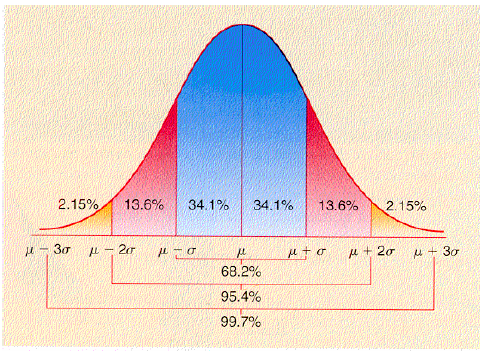 2.15% 13.6% 34.1% 34.1% 13.6% 2.15%
μ − 3σ μ − 2σ μ − σ μ μ + σ μ + 2σ μ + 3σ
68.2%
95.4%
99.7%